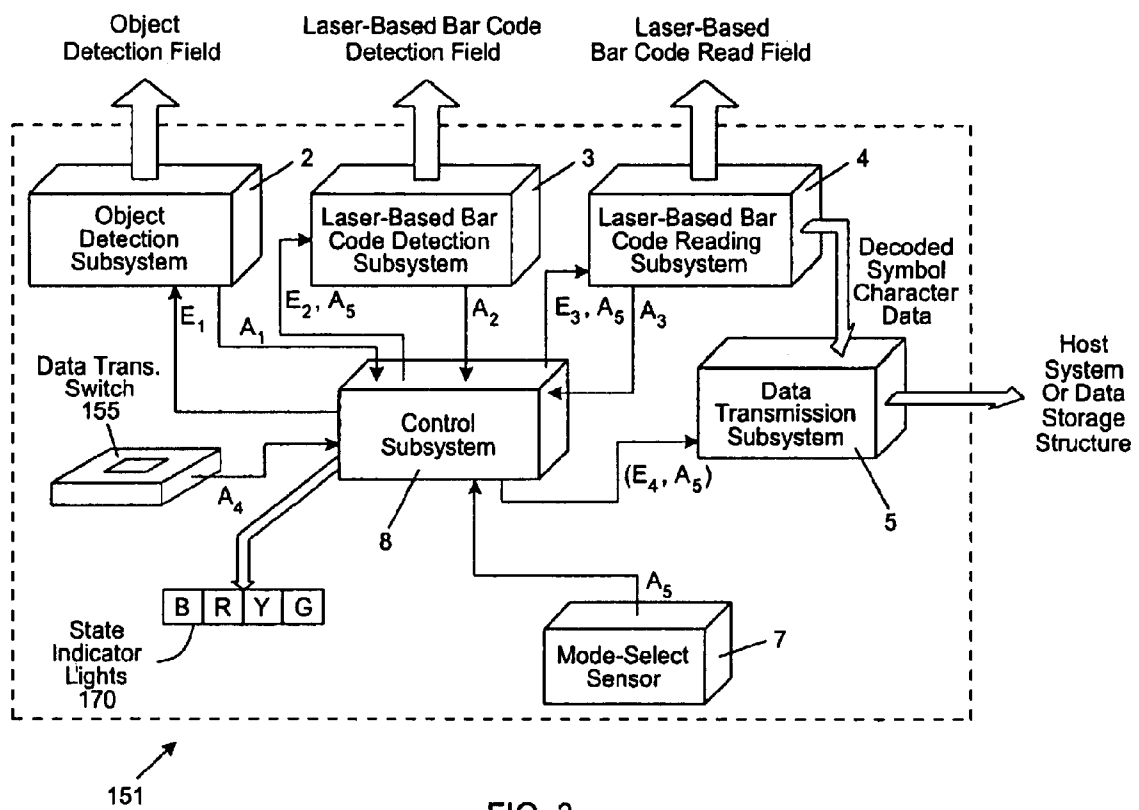 Object
Detection Field
Laser-Based Bar Code
Detection Field
Laser-Based
Bar Code Read Field
2
3
4
Object
Detection
Subsystem
Laser-Based Bar
Code Detection
Subsystem
Laser-Based Bar
Code Reading
Subsystem
Decoded
Symbol
Character
Data
E₁
A₁
E₂, A₅
A₂
E₃, A₅
A₃
Data Trans.
Switch
155
Control
Subsystem
Data
Transmission
Subsystem
Host
System
Or Data
Storage
Structure
A₄
(E₄, A₅)
8
5
B R Y G
A₅
State
Indicator
Lights
170
Mode-Select
Sensor
7
151